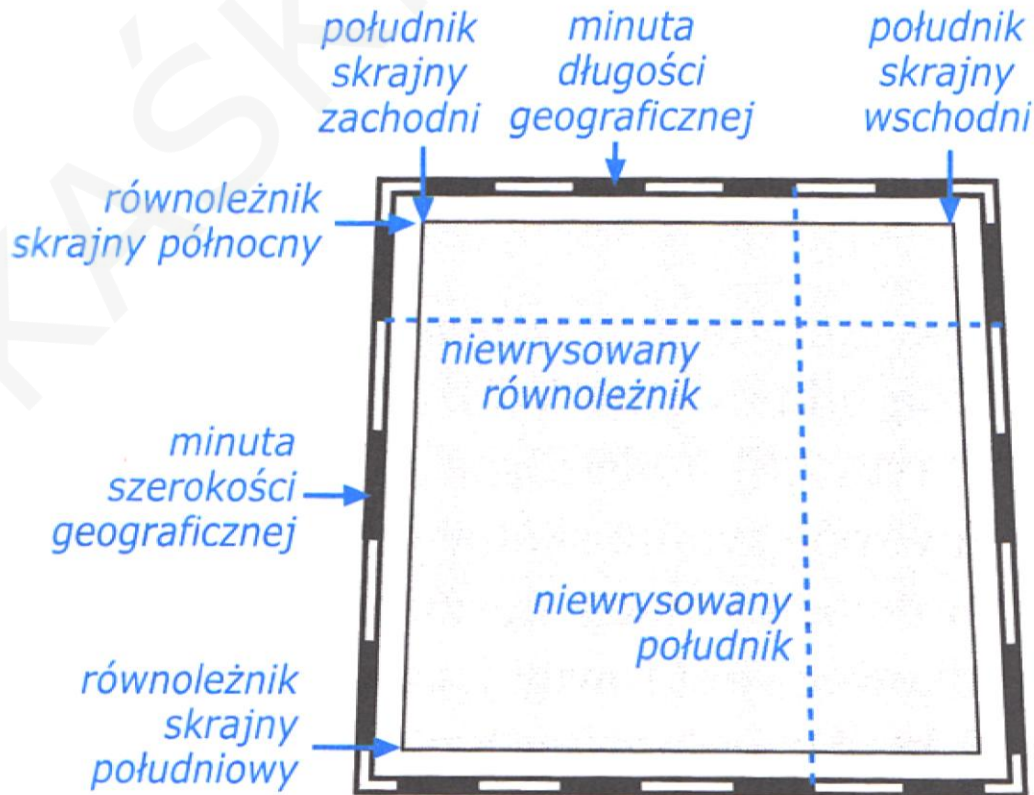 południk
skrajny
zachodni
minuta
długości
geograficznej
południk
skrajny
wschodni
równoleżnik
skrajny północny
niewrysowany
równoleżnik
minuta
szerokości
geograficznej
niewrysowany
południk
równoleżnik
skrajny
południowy